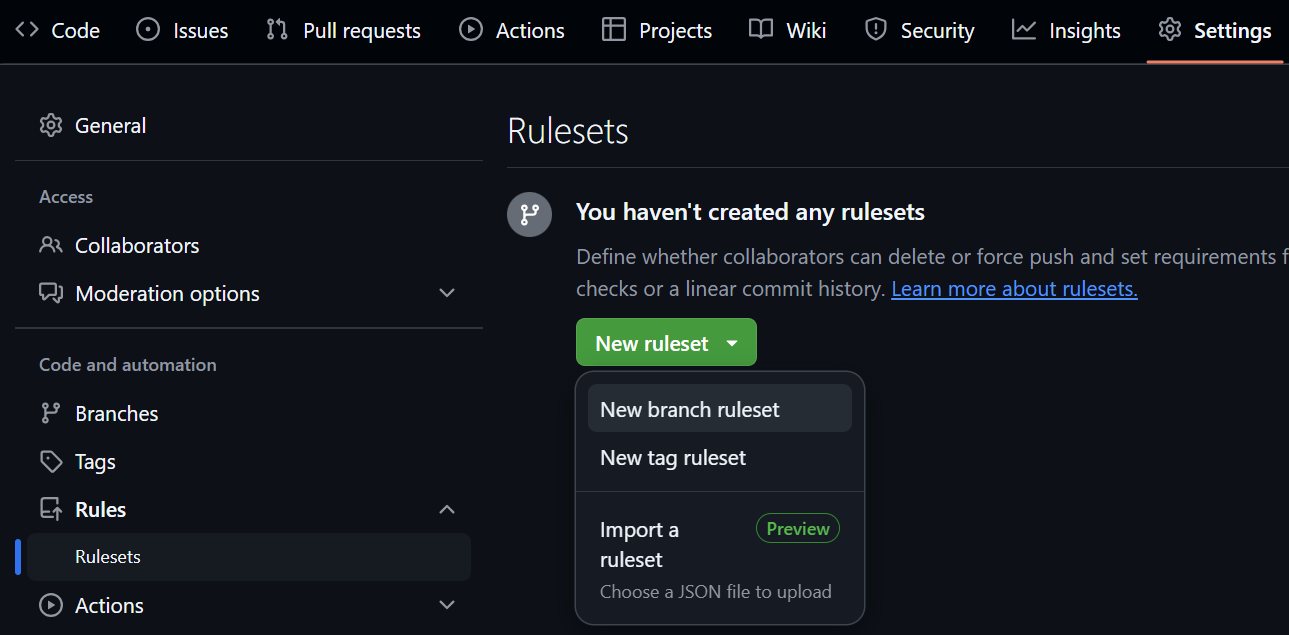 Code Issues Pull requests Actions Projects Wiki Security Insights Settings
General
Access
Collaborators
Moderation options
Code and automation
Branches
Tags
Rules
Rulesets
Actions
Rulesets
You haven't created any rulesets
Define whether collaborators can delete or force push and set requirements
checks or a linear commit history. Learn more about rulesets.
New ruleset
New branch ruleset
New tag ruleset
Import a Preview
ruleset
Choose a JSON file to upload